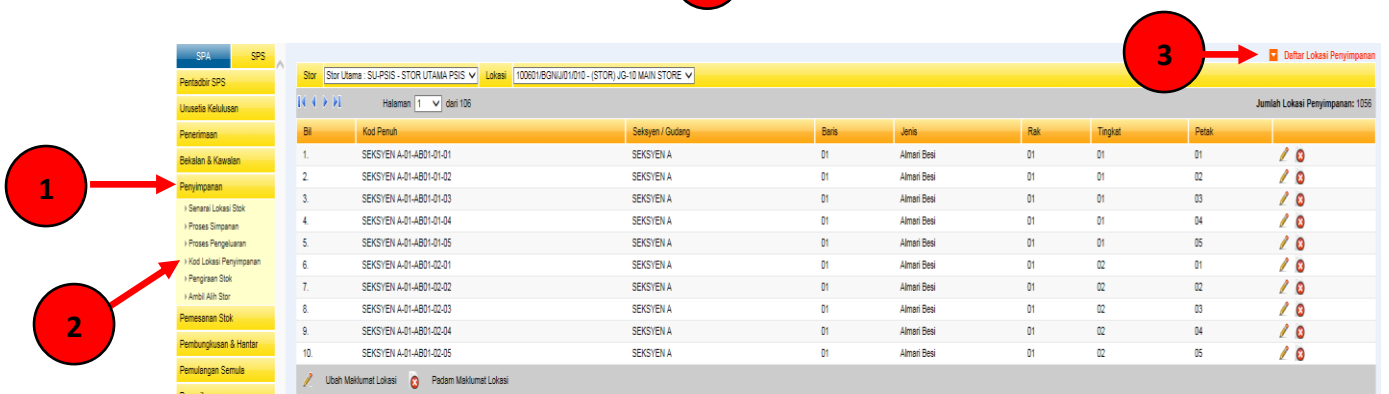 3
Daftar Lokasi Penyimpanan
SPA SPS
Stor Stor Utama : SU-PSIS - STOR UTAMA PSIS Lokasi 100601/BGNIU/01/010 - (STOR) JG-10 MAIN STORE
Pentadbir SPS
Halaman 1 dari 106 Jumlah Lokasi Penyimpanan: 1056
Urusetia Kelulusan
Penerimaan
Bekalan & Kawalan
1
Penyimpanan
› Senarai Lokasi Stok
› Proses Simpanan
› Proses Pengeluaran
› Kod Lokasi Penyimpanan
› Pengiraan Stok
› Ambil Alih Stor
2
Pemesanan Stok
Pembungkusan & Hantar
Pemulangan Semula
Bil Kod Penuh Seksyen / Gudang Baris Jenis Rak Tingkat Petak
1. SEKSYEN A-01-AB01-01-01 SEKSYEN A 01 Almari Besi 01 01 01
2. SEKSYEN A-01-AB01-01-02 SEKSYEN A 01 Almari Besi 01 01 02
3. SEKSYEN A-01-AB01-01-03 SEKSYEN A 01 Almari Besi 01 01 03
4. SEKSYEN A-01-AB01-01-04 SEKSYEN A 01 Almari Besi 01 01 04
5. SEKSYEN A-01-AB01-01-05 SEKSYEN A 01 Almari Besi 01 01 05
6. SEKSYEN A-01-AB01-02-01 SEKSYEN A 01 Almari Besi 01 02 01
7. SEKSYEN A-01-AB01-02-02 SEKSYEN A 01 Almari Besi 01 02 02
8. SEKSYEN A-01-AB01-02-03 SEKSYEN A 01 Almari Besi 01 02 03
9. SEKSYEN A-01-AB01-02-04 SEKSYEN A 01 Almari Besi 01 02 04
10. SEKSYEN A-01-AB01-02-05 SEKSYEN A 01 Almari Besi 01 02 05
Ubah Maklumat Lokasi Padam Maklumat Lokasi